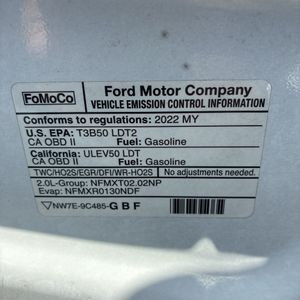 FoMoCo
Ford Motor Company
VEHICLE EMISSION CONTROL INFORMATION
Conforms to regulations: 2022 MY
U.S. EPA: T3B50 LDT2
CA OBD II Fuel: Gasoline
California: ULEV50 LDT
CA OBD II Fuel: Gasoline
TWC/HO2S/EGR/DFI/WR-HO2S No adjustments needed.
2.0L-Group: NFMXT02.02NP
Evap: NFMXR0130NDF
NW7E-9C485-GBF